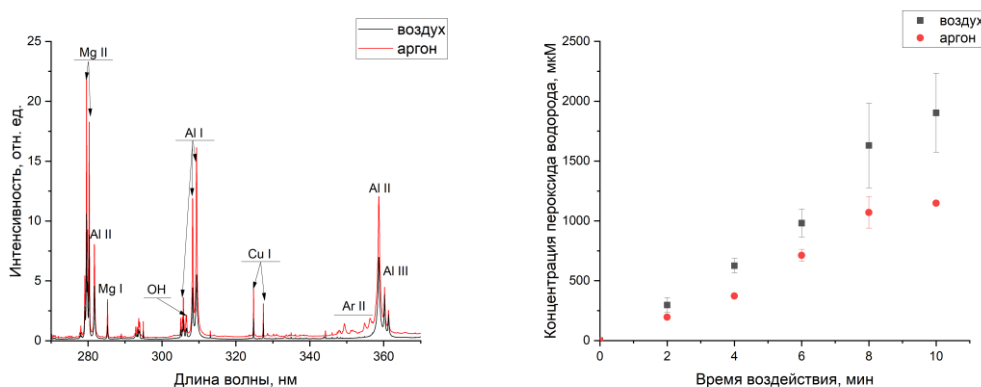 воздух
аргон
25
20
15
10
5
0
Интенсивность, отн. ед.
Mg II
Al II
Mg I
OH
Al I
Cu I
Ar II
Al II
Al III
280
300
320
340
360
Длина волны, нм
воздух
аргон
2500
2000
1500
1000
500
0
Концентрация пероксида водорода, мкМ
0
2
4
6
8
10
Время воздействия, мин